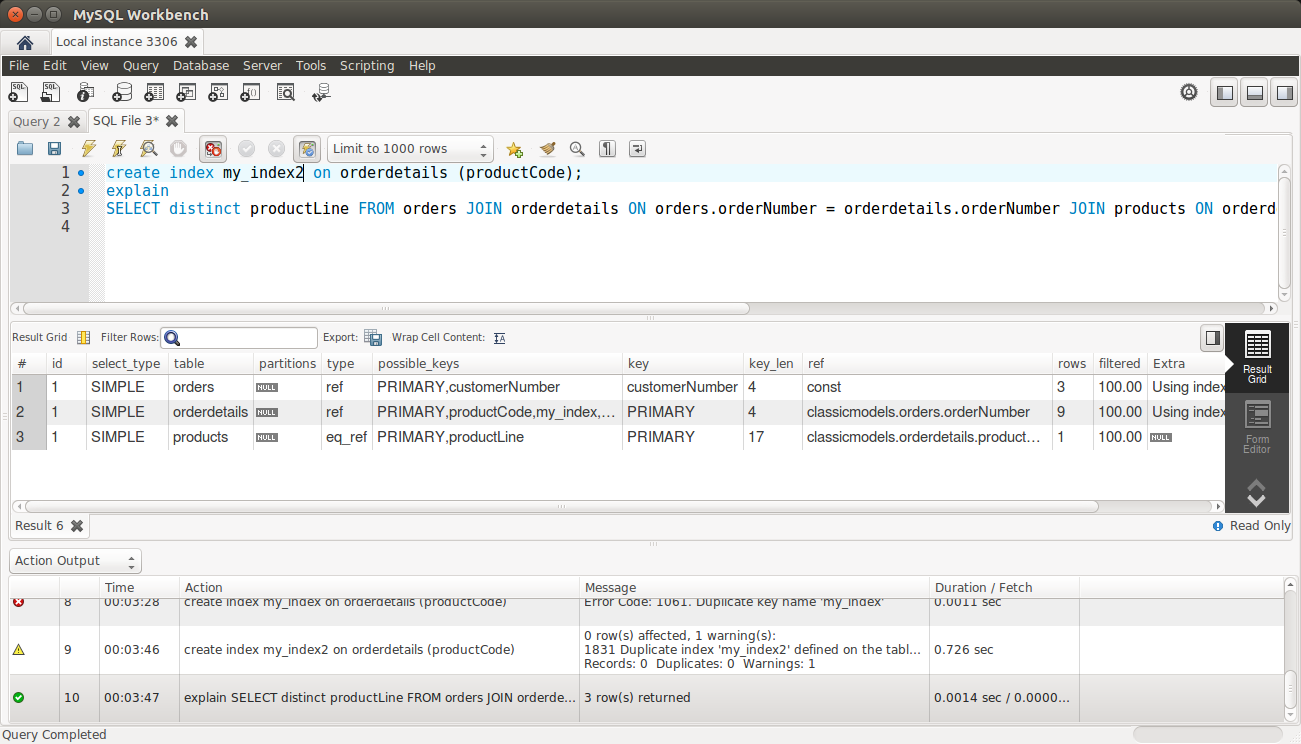 MySQL Workbench
Local instance 3306
File Edit View Query Database Server Tools Scripting Help
Query 2 SQL File 3*
Limit to 1000 rows
1 create index my_index2 on orderdetails (productCode);
2 explain
3 SELECT distinct productLine FROM orders JOIN orderdetails ON orders.orderNumber = orderdetails.orderNumber JOIN products ON orderd
4
Result Grid Filter Rows: Export: Wrap Cell Content:
# id select_type table partitions type possible_keys key key_len ref rows filtered Extra
1 1 SIMPLE orders NULL ref PRIMARY,customerNumber customerNumber 4 const 3 100.00 Using index
2 1 SIMPLE orderdetails NULL ref PRIMARY,productCode,my_index,... PRIMARY 4 classicmodels.orders.orderNumber 9 100.00 Using index
3 1 SIMPLE products NULL eq_ref PRIMARY,productLine PRIMARY 17 classicmodels.orderdetails.product... 1 100.00 NULL
Result
Grid
Form
Editor
Result 6 Read Only
Action Output
Time Action Message Duration / Fetch
8 00:03:28 create index my_index on orderdetails (productCode) Error Code: 1061. Duplicate key name 'my_index' 0.0011 sec
0 row(s) affected, 1 warning(s):
9 00:03:46 create index my_index2 on orderdetails (productCode) 1831 Duplicate index 'my_index2' defined on the tabl... 0.726 sec
Records: 0 Duplicates: 0 Warnings: 1
10 00:03:47 explain SELECT distinct productLine FROM orders JOIN orderde... 3 row(s) returned 0.0014 sec / 0.0000...
Query Completed